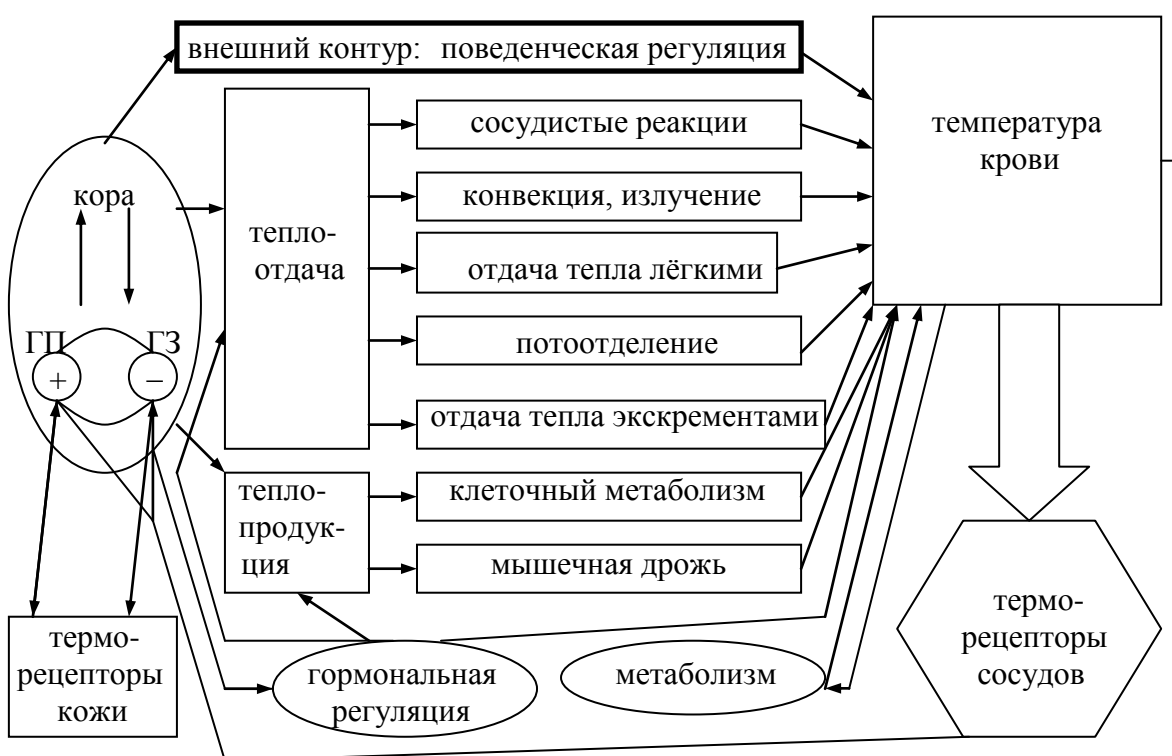 внешний контур: поведенческая регуляция
температура
крови
сосудистые реакции
кора
конвекция, излучение
тепло-
отдача
отдача тепла лёгкими
ГП
ГЗ
потоотделение
+
–
отдача тепла экскрементами
тепло-
продук-
ция
клеточный метаболизм
мышечная дрожь
термо-
рецепторы
кожи
гормональная
регуляция
метаболизм
термо-
рецепторы
сосудов